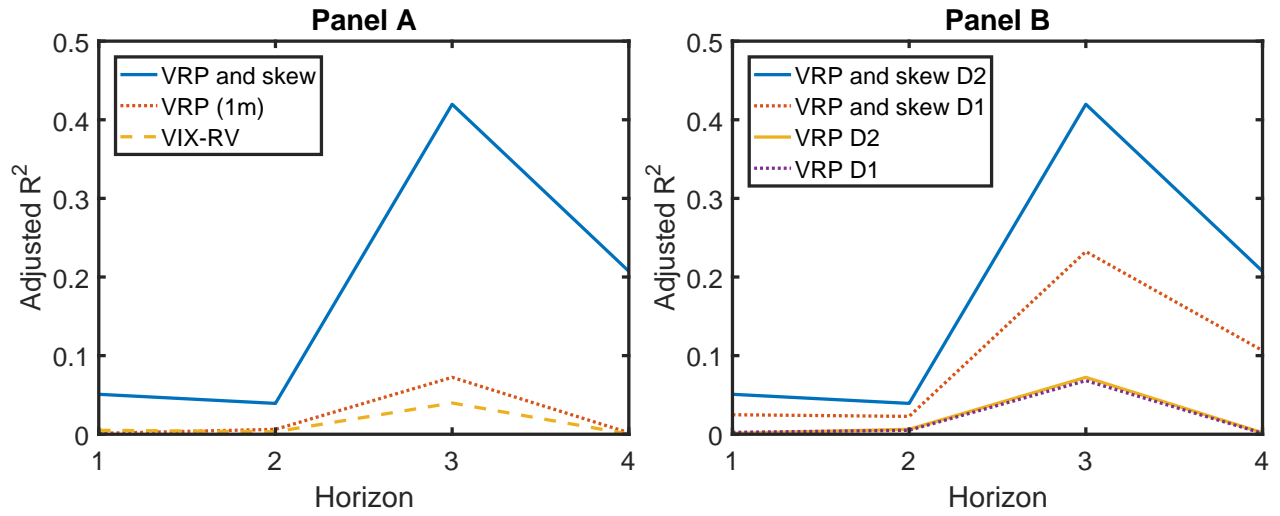 Panel A
0.5
0.4
0.3
0.2
0.1
0
Adjusted R²
VRP and skew
VRP (1m)
VIX-RV
1 2 3 4
Horizon
Panel B
0.5
0.4
0.3
0.2
0.1
0
Adjusted R²
VRP and skew D2
VRP and skew D1
VRP D2
VRP D1
1 2 3 4
Horizon